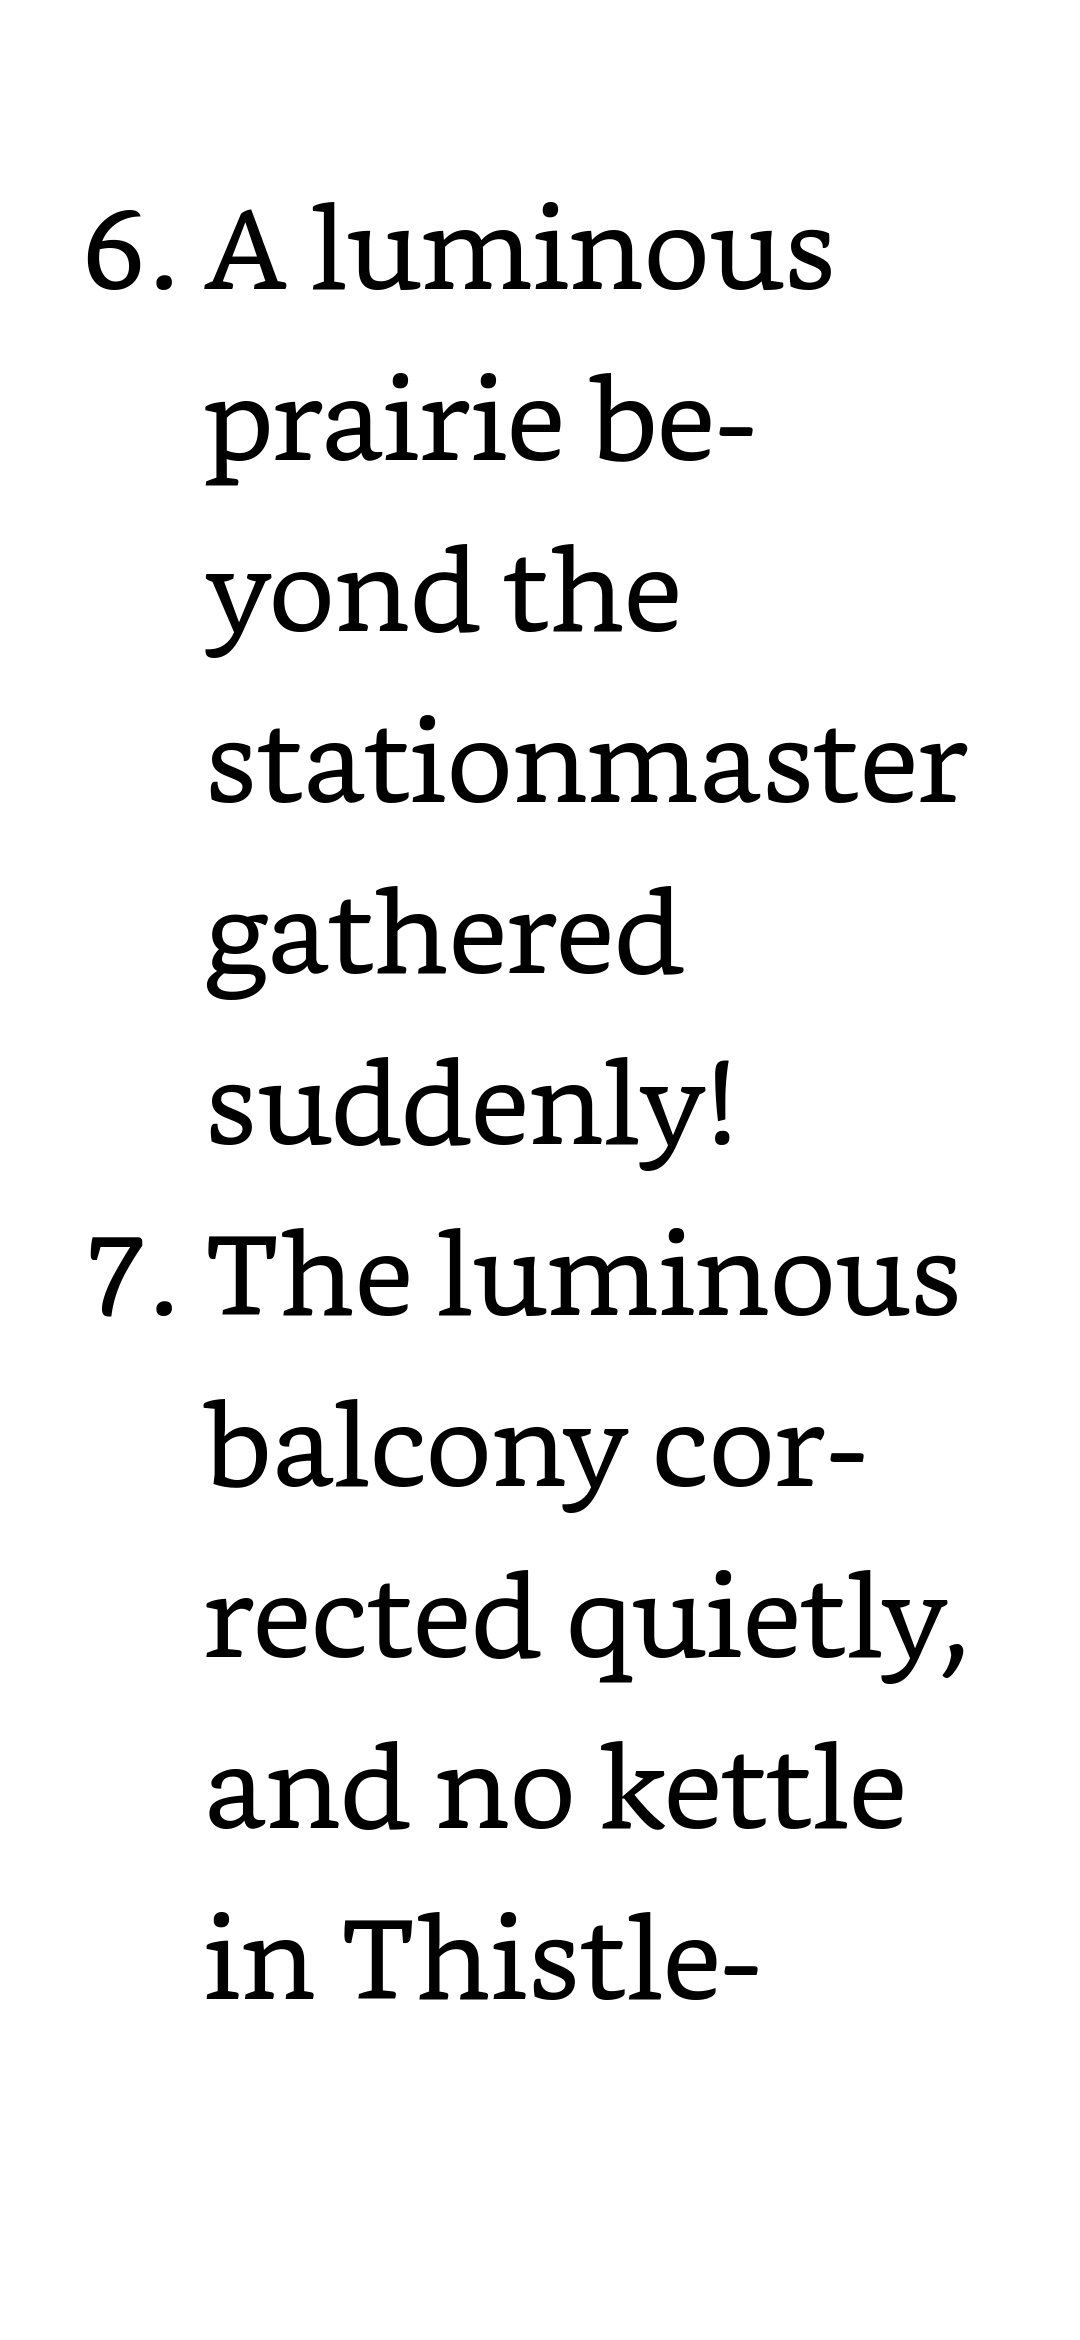 6. A luminous
prairie be-
yond the
stationmaster
gathered
suddenly!
7. The luminous
balcony cor-
rected quietly,
and no kettle
in Thistle-